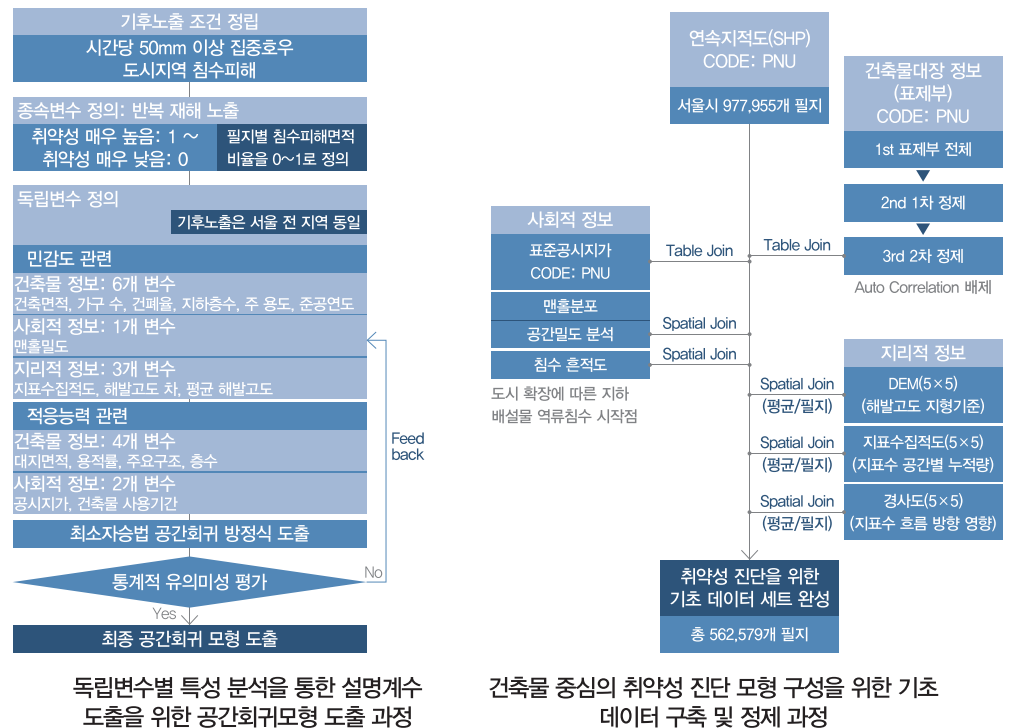 기후노출 조건 정립
시간당 50mm 이상 집중호우
도시지역 침수피해
종속변수 정의: 반복 재해 노출
취약성 매우 높음: 1 ～
취약성 매우 낮음: 0
필지별 침수피해면적
비율을 0～1로 정의
독립변수 정의
기후노출은 서울 전 지역 동일
민감도 관련
건축물 정보: 6개 변수
건축면적, 가구 수, 건폐율, 지하층수, 주 용도, 준공연도
사회적 정보: 1개 변수
맨홀밀도
지리적 정보: 3개 변수
지표수집적도, 해발고도 차, 평균 해발고도
적응능력 관련
건축물 정보: 4개 변수
대지면적, 용적률, 주요구조, 층수
사회적 정보: 2개 변수
공시지가, 건축물 사용기간
최소자승법 공간회귀 방정식 도출
통계적 유의미성 평가
No
Feed
back
Yes
최종 공간회귀 모형 도출
독립변수별 특성 분석을 통한 설명계수
도출을 위한 공간회귀모형 도출 과정
연속지적도(SHP)
CODE: PNU
서울시 977,955개 필지
건축물대장 정보
(표제부)
CODE: PNU
1st 표제부 전체
2nd 1차 정제
3rd 2차 정제
Auto Correlation 배제
Table Join
사회적 정보
표준공시지가
CODE: PNU
Table Join
맨홀분포
공간밀도 분석
Spatial Join
침수 흔적도
Spatial Join
도시 확장에 따른 지하
배설물 역류침수 시작점
지리적 정보
DEM(5×5)
(해발고도 지형기준)
Spatial Join
(평균/필지)
지표수집적도(5×5)
(지표수 공간별 누적량)
Spatial Join
(평균/필지)
경사도(5×5)
(지표수 흐름 방향 영향)
Spatial Join
(평균/필지)
취약성 진단을 위한
기초 데이터 세트 완성
총 562,579개 필지
건축물 중심의 취약성 진단 모형 구성을 위한 기초
데이터 구축 및 정제 과정